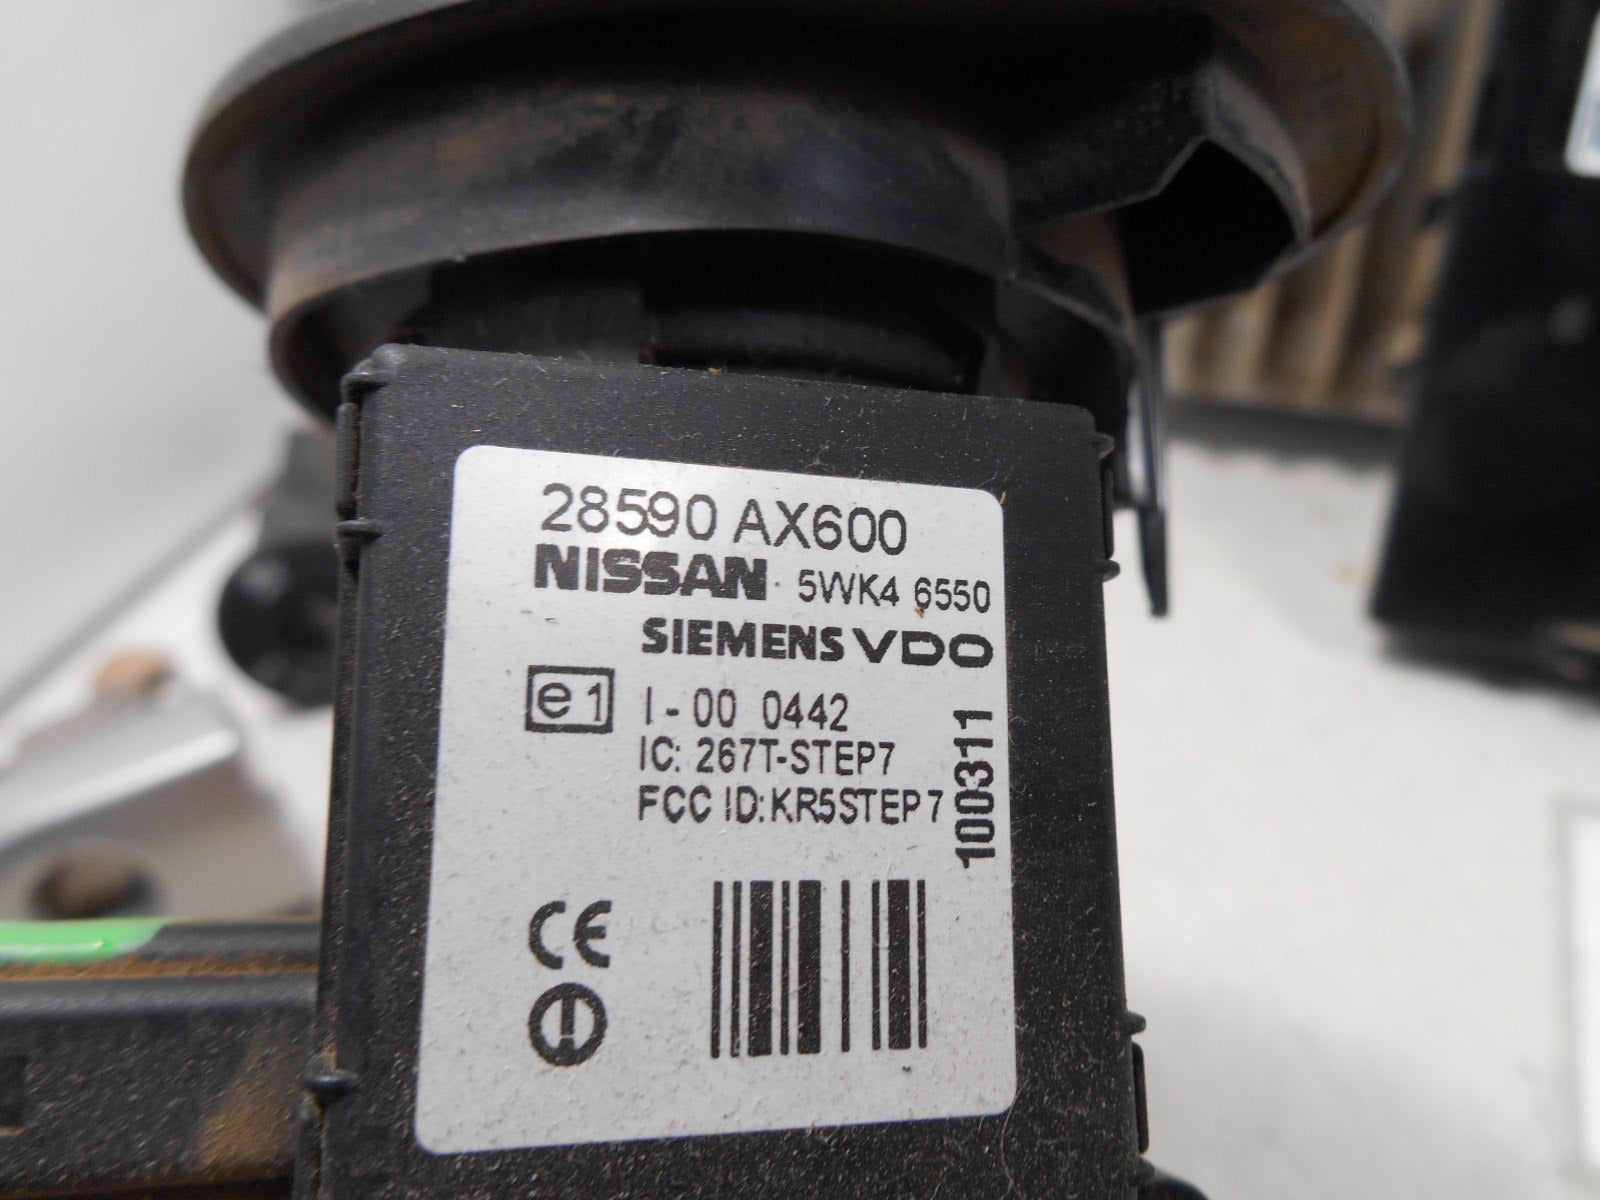 28590 AX600
NISSAN 5WK4 6550
SIEMENS VDO
e1 I-00 0442
IC: 267T-STEP7
FCC ID:KR5STEP7
100311
CE